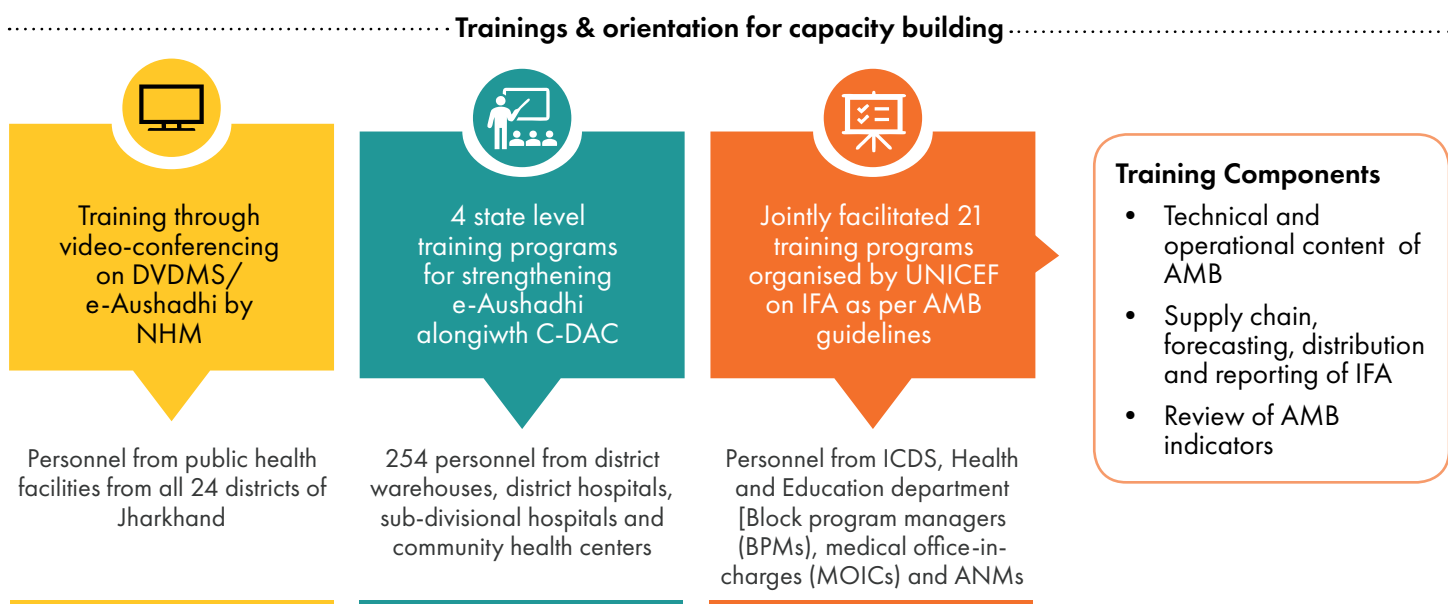 Trainings & orientation for capacity building
Training through
video-conferencing
on DVDMS/
e-Aushadhi by
NHM
Personnel from public health
facilities from all 24 districts of
Jharkhand
4 state level
training programs
for strengthening
e-Aushadhi
alongiwth C-DAC
254 personnel from district
warehouses, district hospitals,
sub-divisional hospitals and
community health centers
Jointly facilitated 21
training programs
organised by UNICEF
on IFA as per AMB
guidelines
Personnel from ICDS, Health
and Education department
[Block program managers
(BPMs), medical office-in-
charges (MOICs) and ANMs
Training Components
• Technical and
operational content of
AMB
• Supply chain,
forecasting, distribution
and reporting of IFA
• Review of AMB
indicators